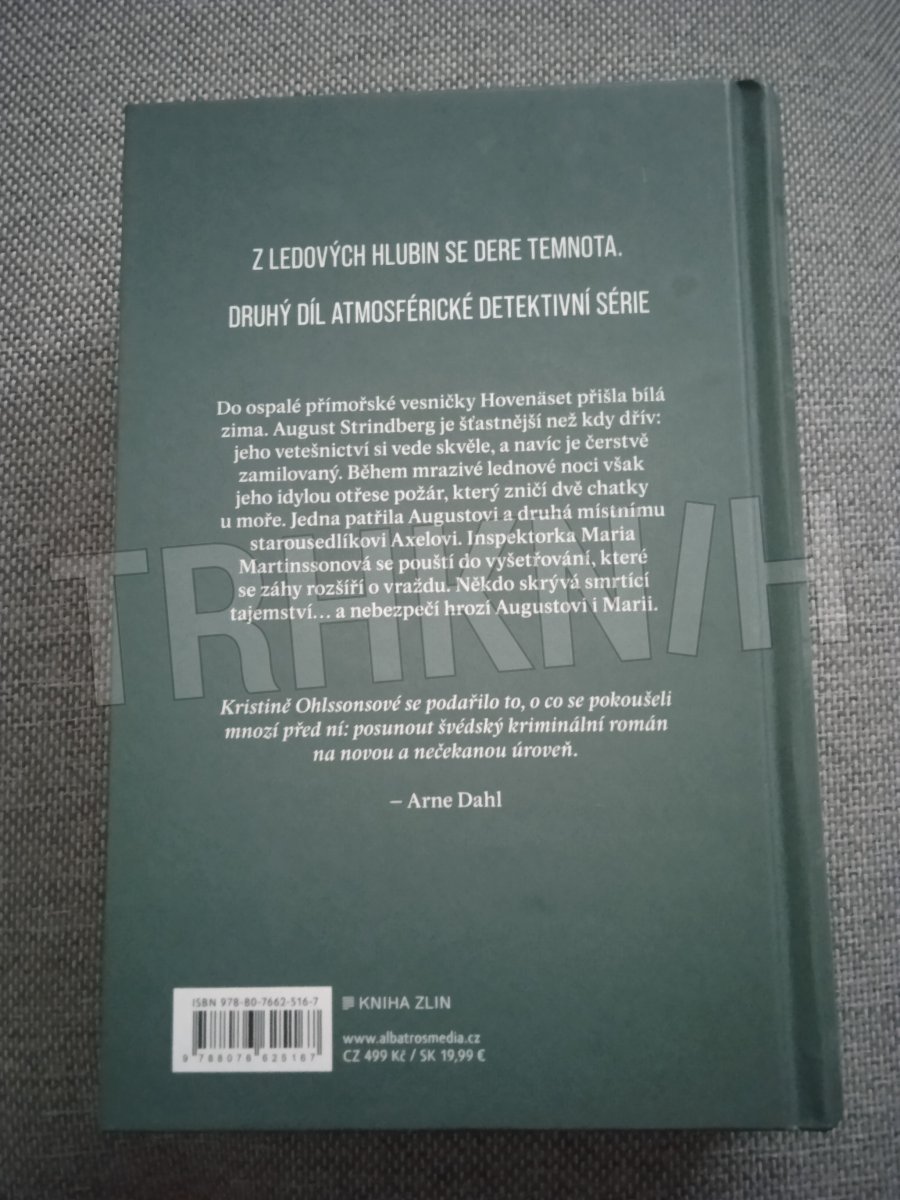 Z LEDOVÝCH HLUBIN SE DERE TEMNOTA.
DRUHÝ DÍL ATMOSFÉRICKÉ DETEKTIVNÍ SÉRIE
Do ospalé přímořské vesničky Hovenäset přišla bílá
zima. August Strindberg je šťastnější než kdy dřív:
jeho vetešnictví si vede skvěle, a navíc je čerstvě
zamilovaný. Během mrazivé lednové noci však
jeho idylou otřese požár, který zničí dvě chatky
u moře. Jedna patřila Augustovi a druhá místnímu
starousedlíkovi Axelovi. Inspektorka Maria
Martinssonová se pouští do vyšetřování, které
se záhy rozšíří o vraždu. Někdo skrývá smrtící
tajemství… a nebezpečí hrozí Augustovi i Marii.
TRHKNIH
Kristině Ohlssonsové se podařilo to, o co se pokoušeli
mnozí před ní: posunout švédský kriminální román
na novou a nečekanou úroveň.
– Arne Dahl
ISBN 978-80-7662-516-7
9 788076 625167
KNIHA ZLIN
www.albatrosmedia.cz
CZ 499 Kč / SK 19,99 €